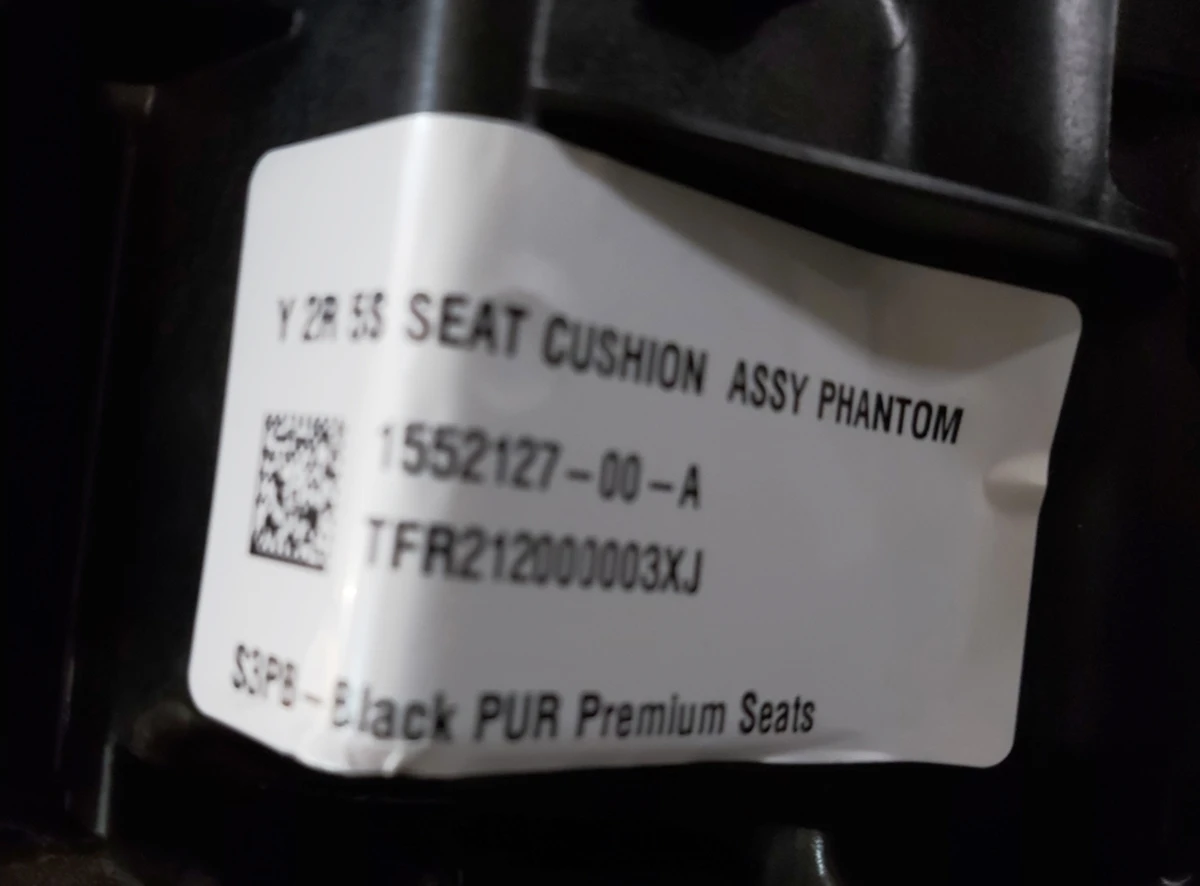 Y 2R 5S SEAT CUSHION ASSY PHANTOM
1552127-00-A
TFR212000003XJ
S3PB-Black PUR Premium Seats